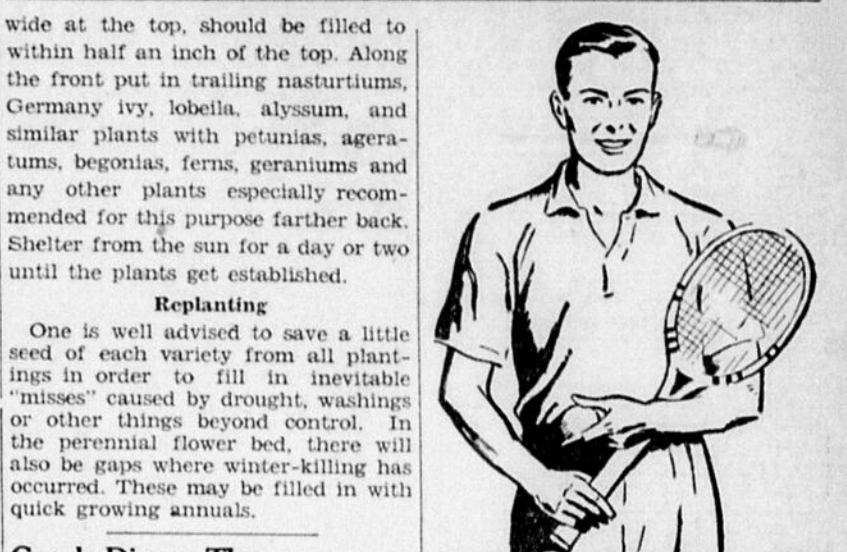 wide at the top, should be filled to
within half an inch of the top. Along
the front put in trailing nasturtiums,
Germany ivy, lobeila, alyssum, and
similar plants with petunias, agera-
tums, begonias, ferns, geraniums and
any other plants especially recom-
mended for this purpose farther back.
Shelter from the sun for a day or two
until the plants get established.
Replanting
One is well advised to save a little
seed of each variety from all plant-
ings in order to fill in inevitable
"misses" caused by drought, washings
or other things beyond control. In
the perennial flower bed, there will
also be gaps where winter-killing has
occurred. These may be filled in with
quick growing annuals.